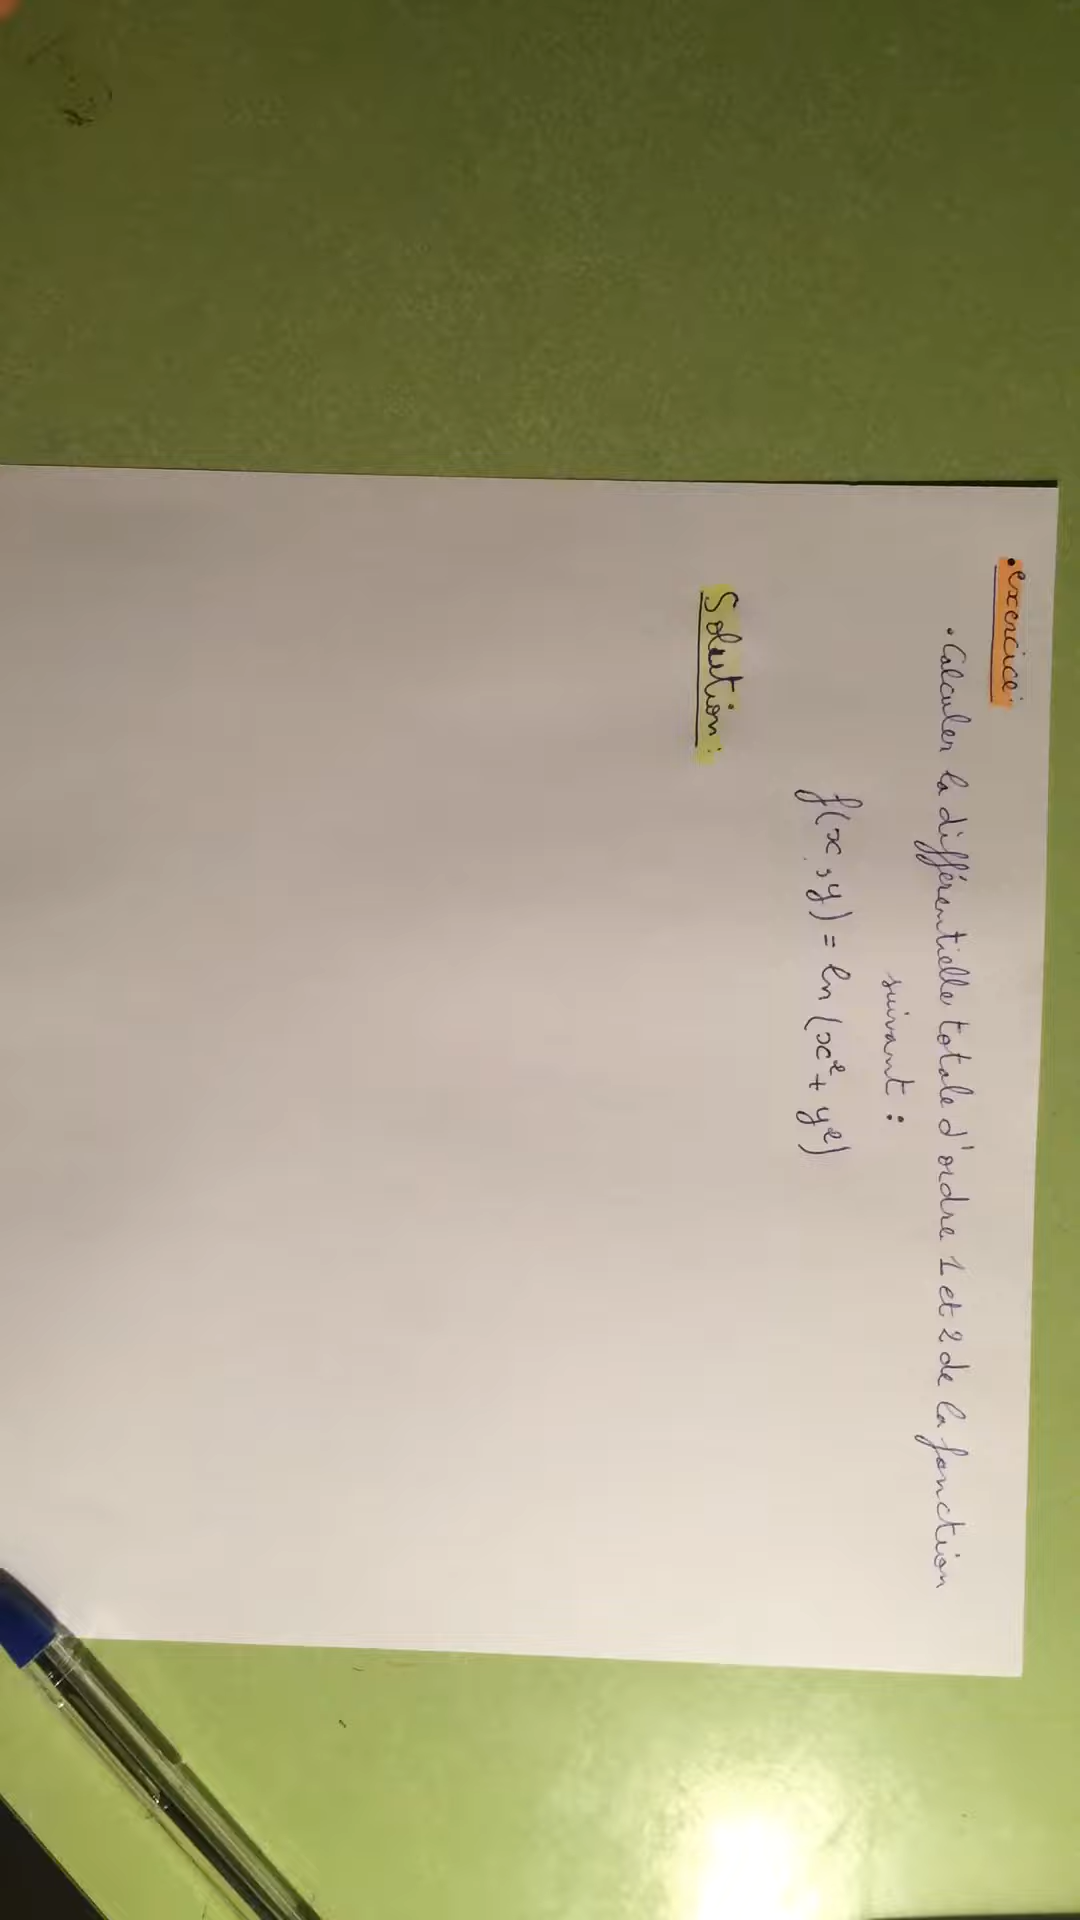 • exercice:
• Calculer la différentielle totale d'ordre 1 et 2 de la fonction
suivant :
f(x,y) = ln(x²+y²)
Solution: